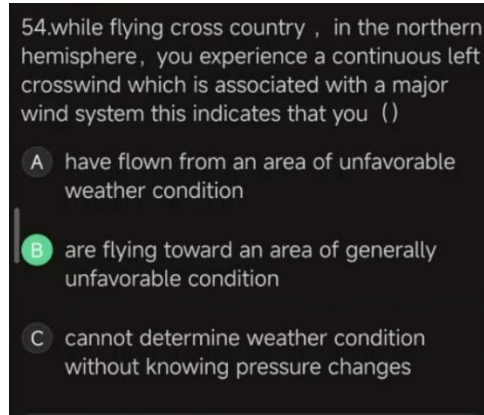 54.while flying cross country , in the northern
hemisphere, you experience a continuous left
crosswind which is associated with a major
wind system this indicates that you ()
A have flown from an area of unfavorable
weather condition
B are flying toward an area of generally
unfavorable condition
C cannot determine weather condition
without knowing pressure changes